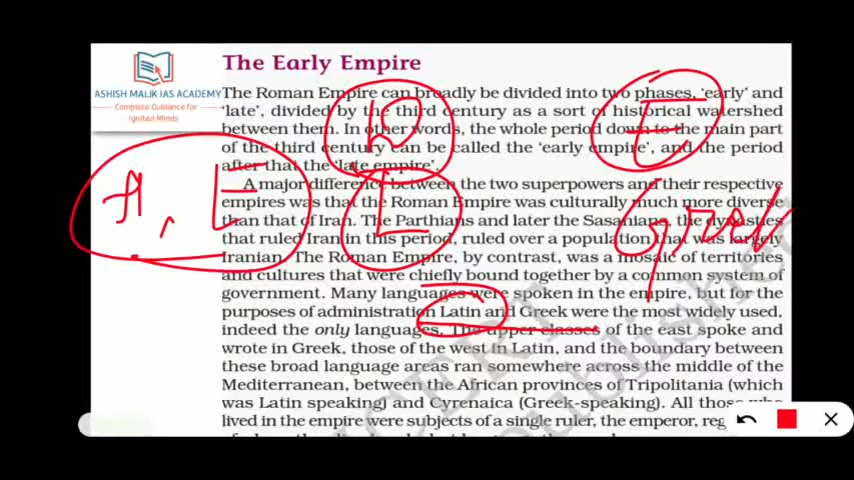 The Early Empire
ASHISH MALIK IAS ACADEMY
Complete Guidance for
Ignited Minds
The Roman Empire can broadly be divided into two phases, 'early' and
'late', divided by the third century as a sort of historical watershed
between them. In other words, the whole period down to the main part
of the third century can be called the 'early empire', and the period
after that the 'late empire'.
A major difference between the two superpowers and their respective
empires was that the Roman Empire was culturally much more diverse
than that of Iran. The Parthians and later the Sasanians, the dynasties
that ruled Iran in this period, ruled over a population that was largely
Iranian. The Roman Empire, by contrast, was a mosaic of territories
and cultures that were chiefly bound together by a common system of
government. Many languages were spoken in the empire, but for the
purposes of administration Latin and Greek were the most widely used,
indeed the only languages. The upper classes of the east spoke and
wrote in Greek, those of the west in Latin, and the boundary between
these broad language areas ran somewhere across the middle of the
Mediterranean, between the African provinces of Tripolitania (which
was Latin speaking) and Cyrenaica (Greek-speaking). All those who
lived in the empire were subjects of a single ruler, the emperor, reg
R
E
A, E
L
greek